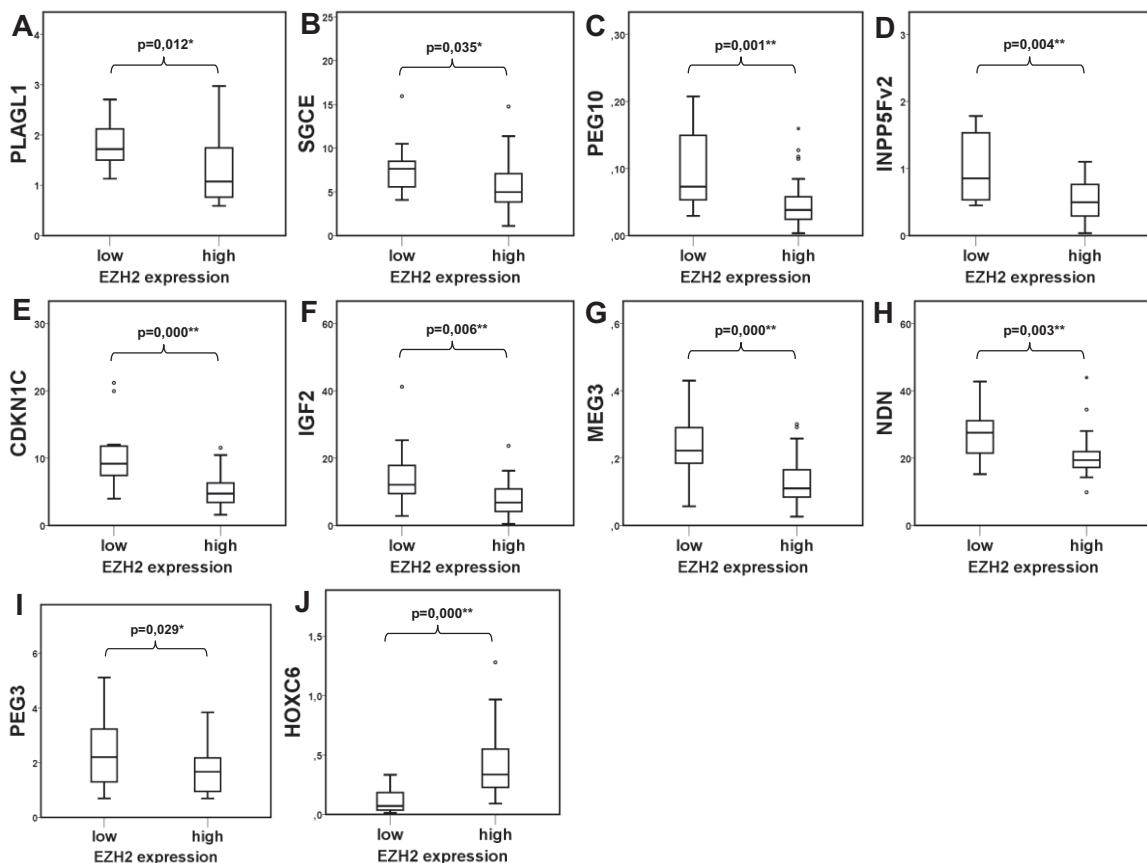 A
PLAGL1
p=0,012*
4
3
2
1
0
low
high
EZH2 expression
B
SGCE
p=0,035*
25
20
15
10
5
0
low
high
EZH2 expression
C
PEG10
p=0,001**
,30
,20
,10
,00
low
high
EZH2 expression
D
INPP5Fv2
p=0,004**
3
2
1
0
low
high
EZH2 expression
E
CDKN1C
p=0,000**
30
20
10
0
low
high
EZH2 expression
F
IGF2
p=0,006**
60
40
20
0
low
high
EZH2 expression
G
MEG3
p=0,000**
,6
,4
,2
,0
low
high
EZH2 expression
H
NDN
p=0,003**
60
40
20
0
low
high
EZH2 expression
I
PEG3
p=0,029*
6
4
2
0
low
high
EZH2 expression
J
HOXC6
p=0,000**
1,5
1,0
,5
,0
low
high
EZH2 expression